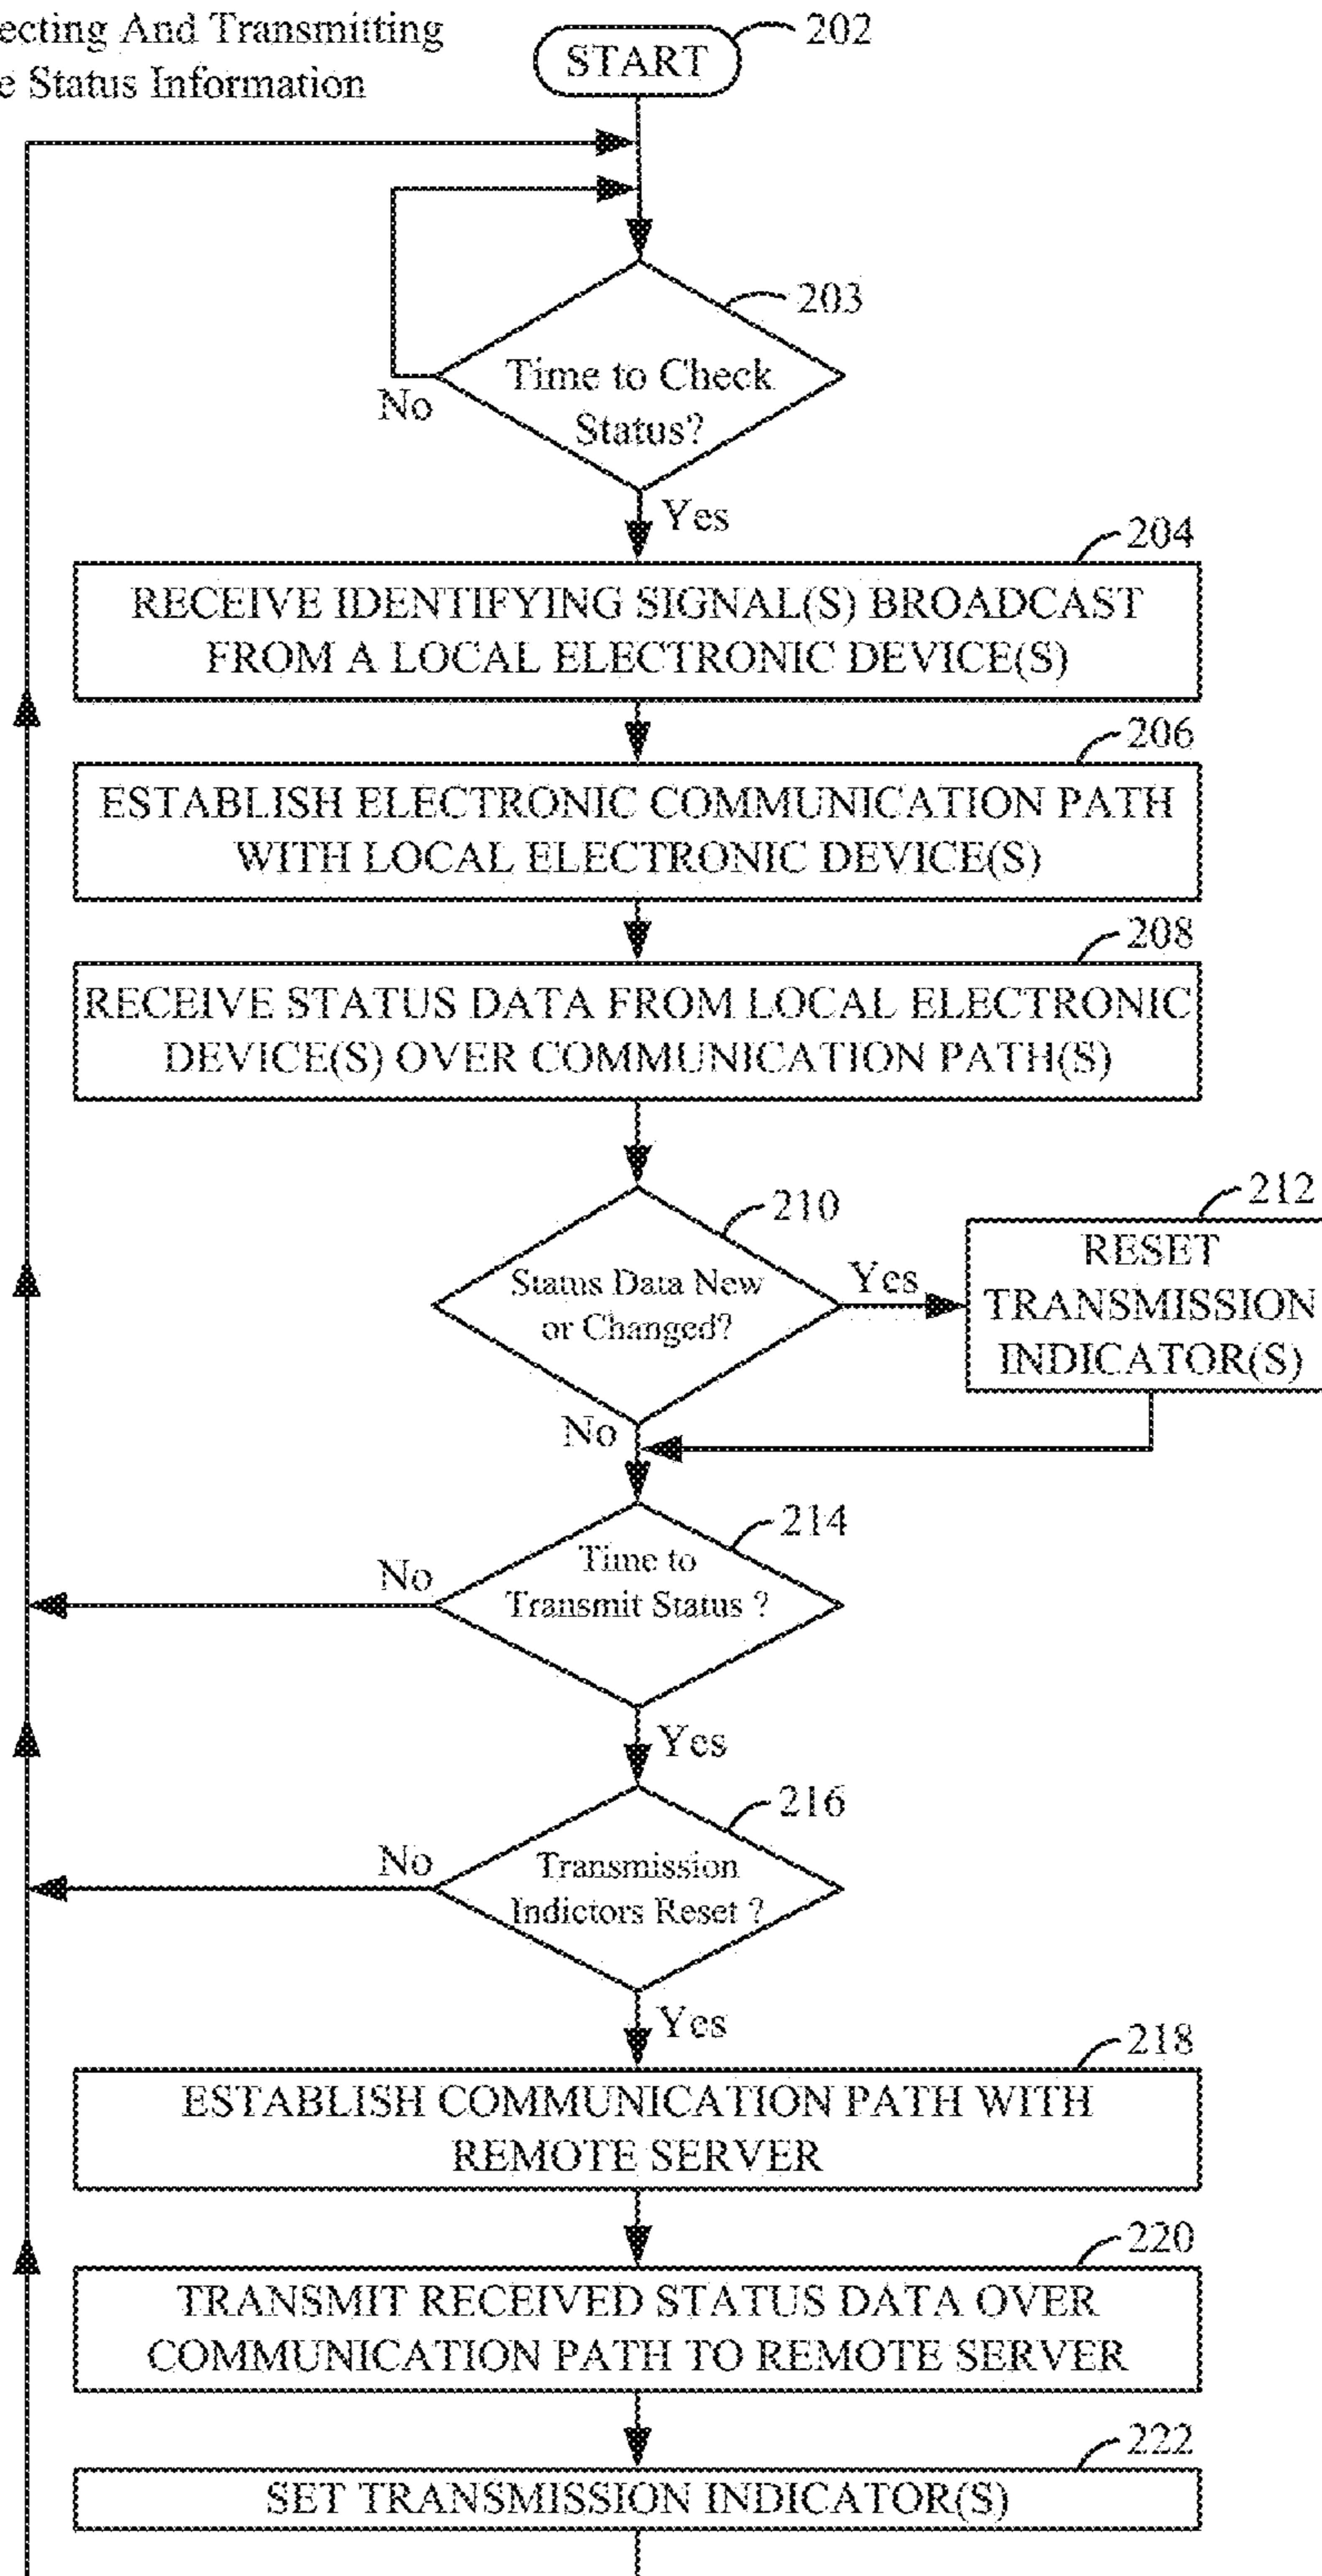 ecting And Transmitting
e Status Information
START
202
203
Time to Check
Status?
No
Yes
204
RECEIVE IDENTIFYING SIGNAL(S) BROADCAST
FROM A LOCAL ELECTRONIC DEVICE(S)
206
ESTABLISH ELECTRONIC COMMUNICATION PATH
WITH LOCAL ELECTRONIC DEVICE(S)
208
RECEIVE STATUS DATA FROM LOCAL ELECTRONIC
DEVICE(S) OVER COMMUNICATION PATH(S)
210
Status Data New
or Changed?
Yes
212
RESET
TRANSMISSION
INDICATOR(S)
No
214
Time to
Transmit Status ?
No
Yes
216
Transmission
Indictors Reset ?
No
Yes
218
ESTABLISH COMMUNICATION PATH WITH
REMOTE SERVER
220
TRANSMIT RECEIVED STATUS DATA OVER
COMMUNICATION PATH TO REMOTE SERVER
222
SET TRANSMISSION INDICATOR(S)